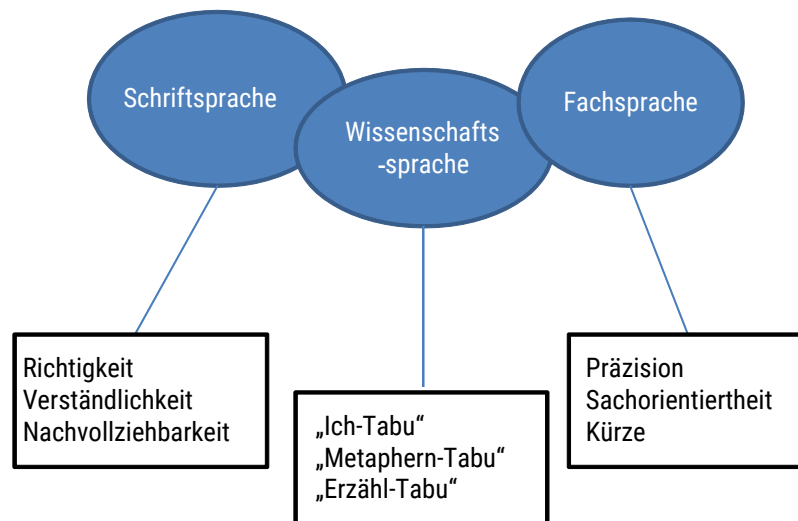 Schriftsprache
Wissenschafts
-sprache
Fachsprache
Richtigkeit
Verständlichkeit
Nachvollziehbarkeit
„Ich-Tabu“
„Metaphern-Tabu“
„Erzähl-Tabu“
Präzision
Sachorientiertheit
Kürze